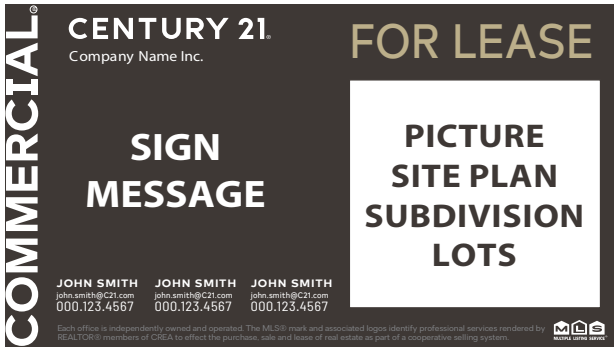 COMMERCIAL®
CENTURY 21®
Company Name Inc.
FOR LEASE
SIGN
MESSAGE
PICTURE
SITE PLAN
SUBDIVISION
LOTS
JOHN SMITH
john.smith@C21.com
000.123.4567
JOHN SMITH
john.smith@C21.com
000.123.4567
JOHN SMITH
john.smith@C21.com
000.123.4567
Each office is independently owned and operated. The MLS® mark and associated logos identify professional services rendered by
REALTOR® members of CREA to effect the purchase, sale and lease of real estate as part of a cooperative selling system.
MLS
MULTIPLE LISTING SERVICE®